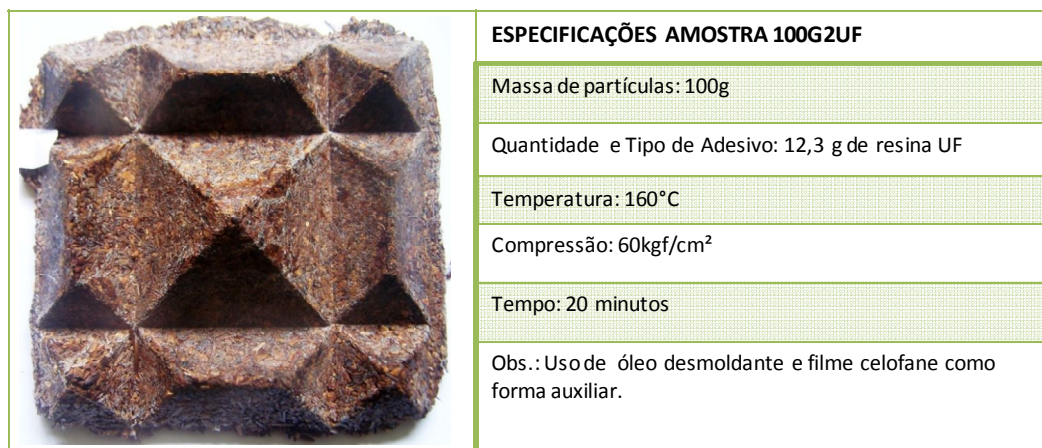 ESPECIFICAÇÕES AMOSTRA 100G2UF
Massa de partículas: 100g
Quantidade e Tipo de Adesivo: 12,3 g de resina UF
Temperatura: 160°C
Compressão: 60kgf/cm²
Tempo: 20 minutos
Obs.: Uso de óleo desmoldante e filme celofane como
forma auxiliar.